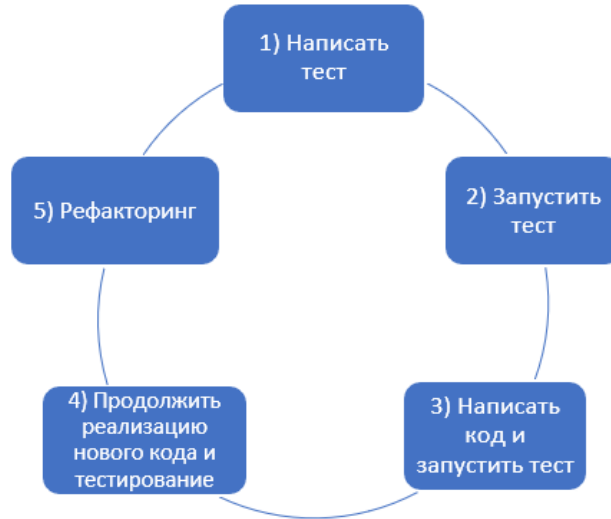 1) Написать
тест
2) Запустить
тест
3) Написать
код и
запустить тест
4) Продолжить
реализацию
нового кода и
тестирование
5) Рефакторинг